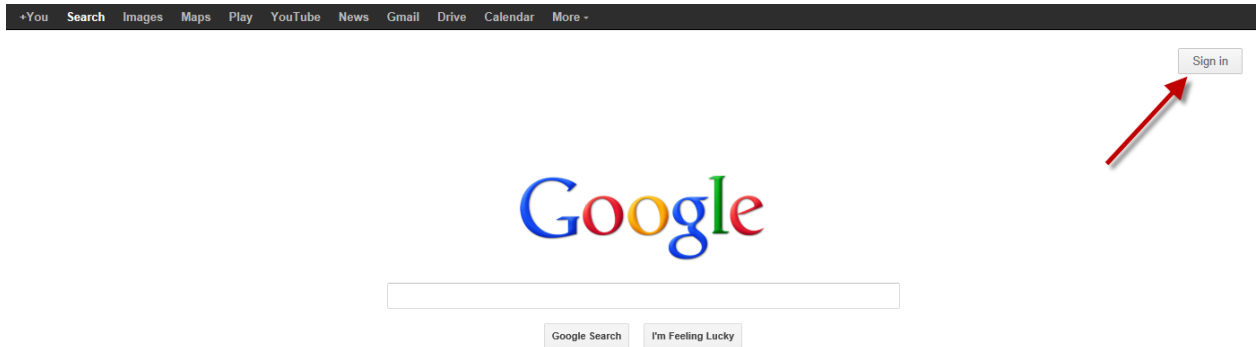 +You Search Images Maps Play YouTube News Gmail Drive Calendar More
Sign in
Google
Google Search I'm Feeling Lucky